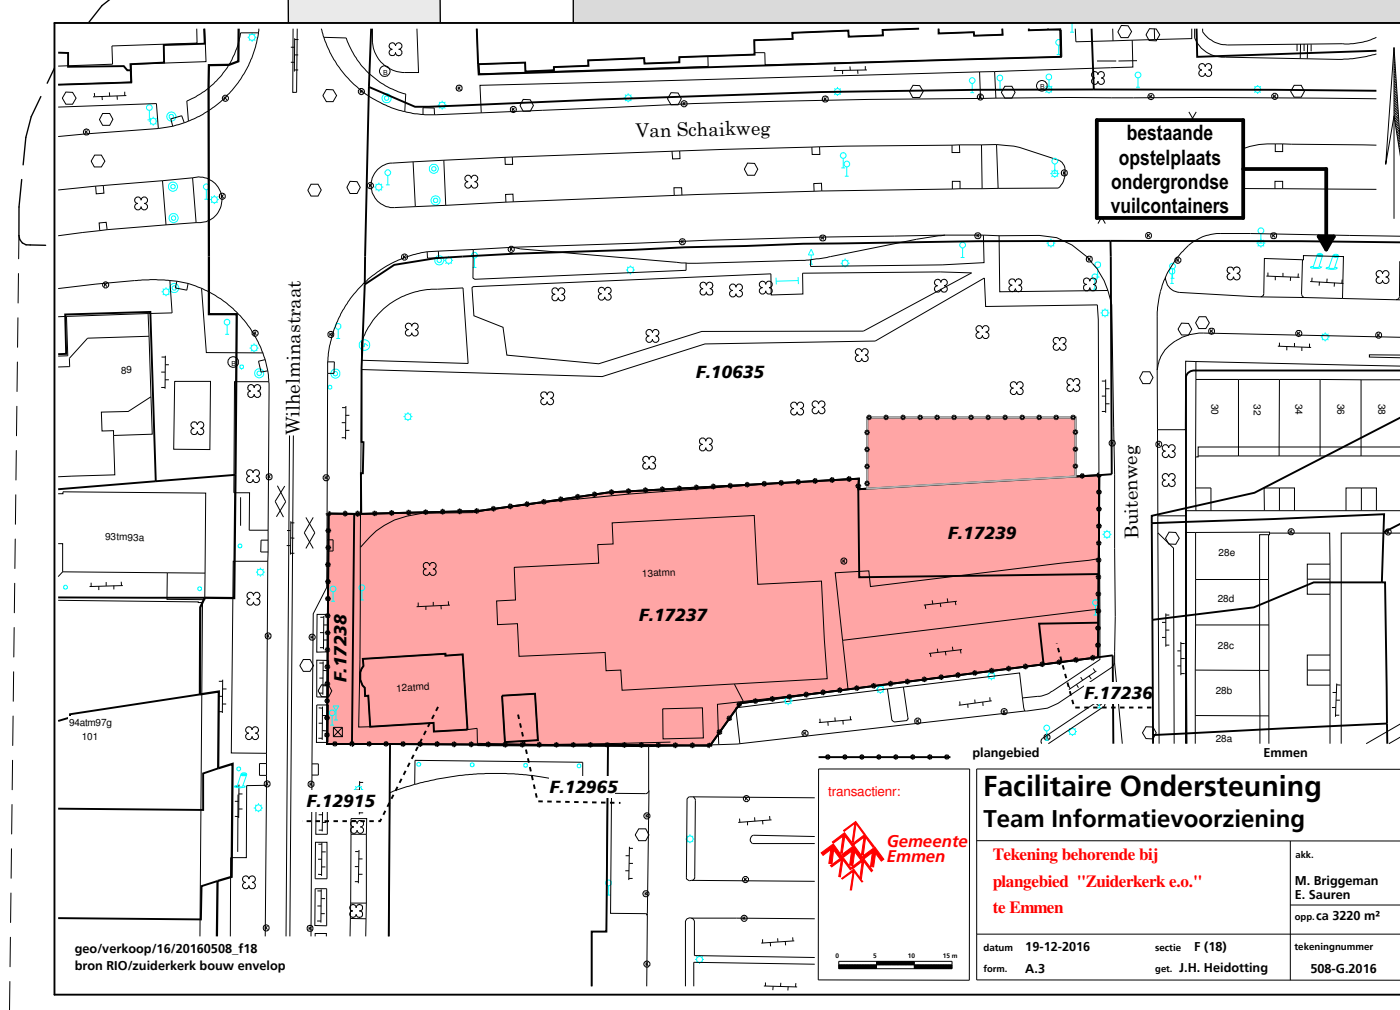 Van Schaikweg
bestaande
opstelplaats
ondergrondse
vuilcontainers
Wilhelminastraat
Buitenweg
89
F.10635
30
32
34
36
38
93tm93a
F.17239
28e
13atmn
28d
F.17237
F.17238
28c
12atmd
28b
F.17236
94atm97g
101
28a
F.12915
F.12965
plangebied
Emmen
transactienr:
Gemeente
Emmen
0 5 10 15 m
Facilitaire Ondersteuning
Team Informatievoorziening
Tekening behorende bij
plangebied "Zuiderkerk e.o."
te Emmen
akk.
M. Briggeman
E. Sauren
opp. ca 3220 m²
datum 19-12-2016 sectie F (18)
form. A.3 get. J.H. Heidotting
tekeningnummer
508-G.2016
geo/verkoop/16/20160508_f18
bron RIO/zuiderkerk bouw envelop